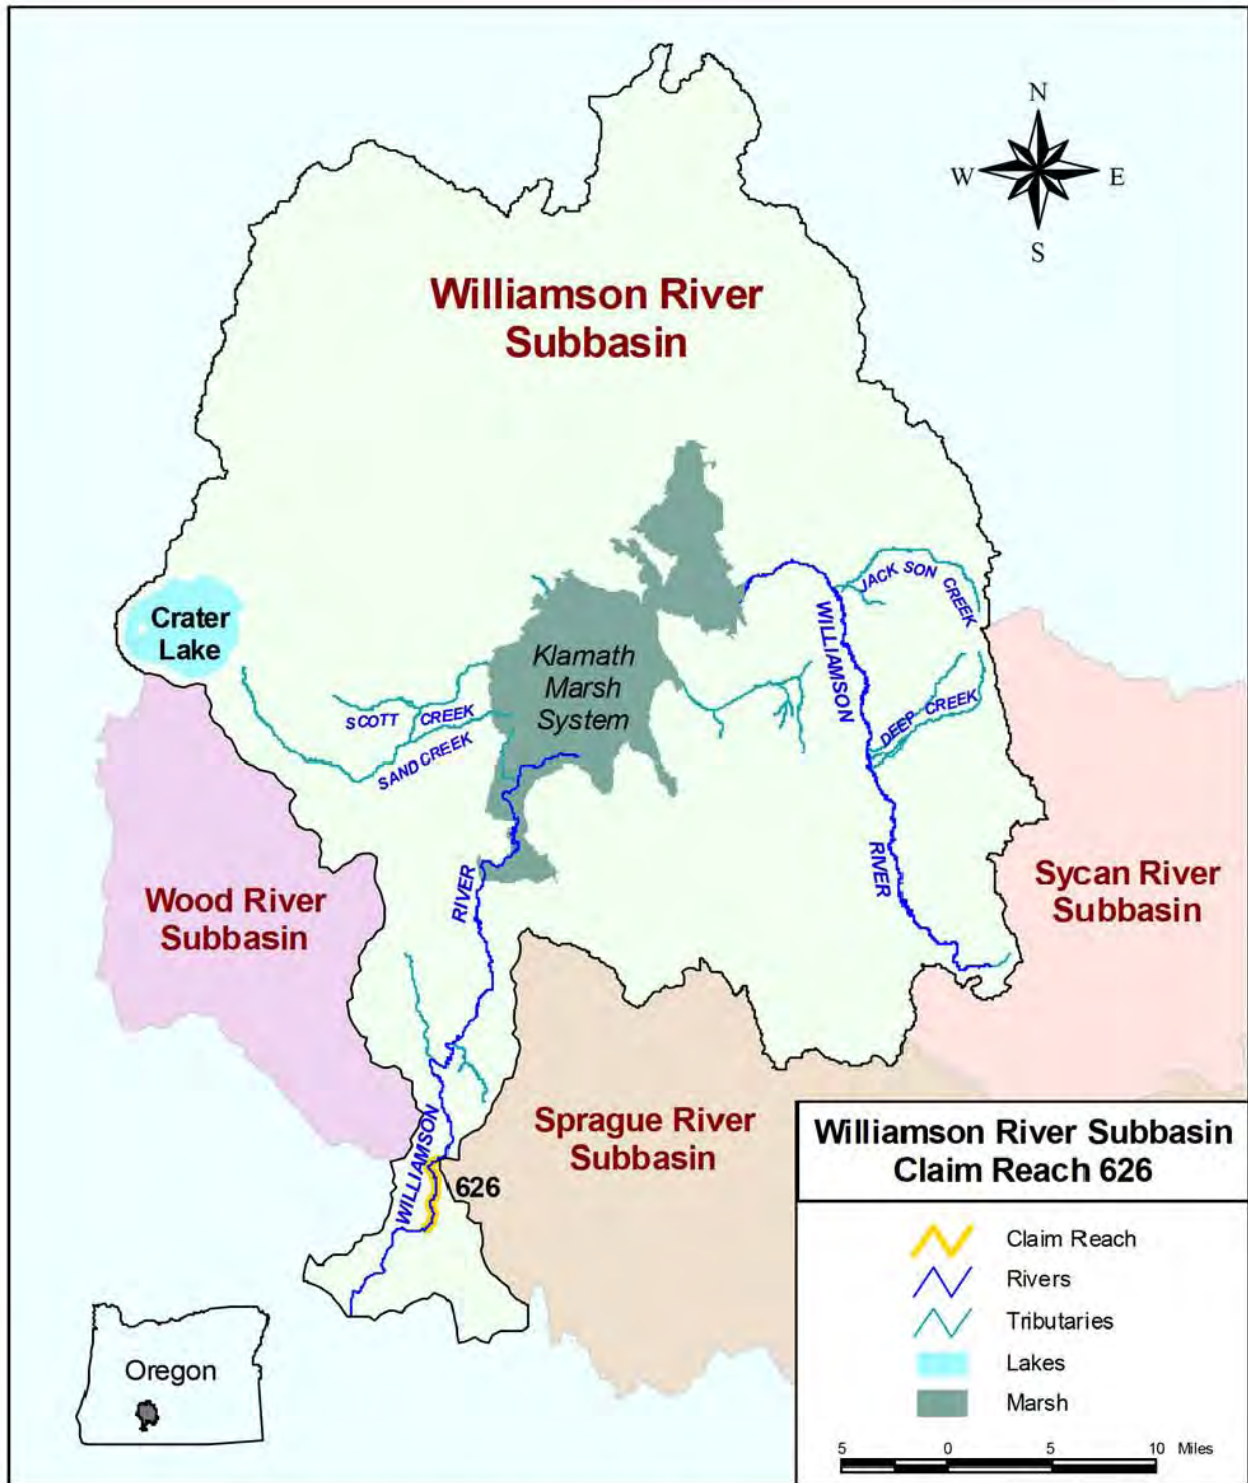 N
W
E
S
Williamson River
Subbasin
Crater
Lake
JACK SON
CREEK
Klamath
Marsh
System
WILLIAMSON
SCOTT CREEK
SAND CREEK
DEEP CREEK
RIVER
RIVER
Wood River
Subbasin
Sycan River
Subbasin
Sprague River
Subbasin
WILLIAMSON
626
Williamson River Subbasin
Claim Reach 626
Claim Reach
Rivers
Tributaries
Lakes
Marsh
5 0 5 10 Miles
Oregon